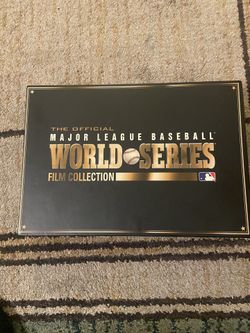 THE OFFICIAL
MAJOR LEAGUE BASEBALL
WORLD SERIES
FILM COLLECTION